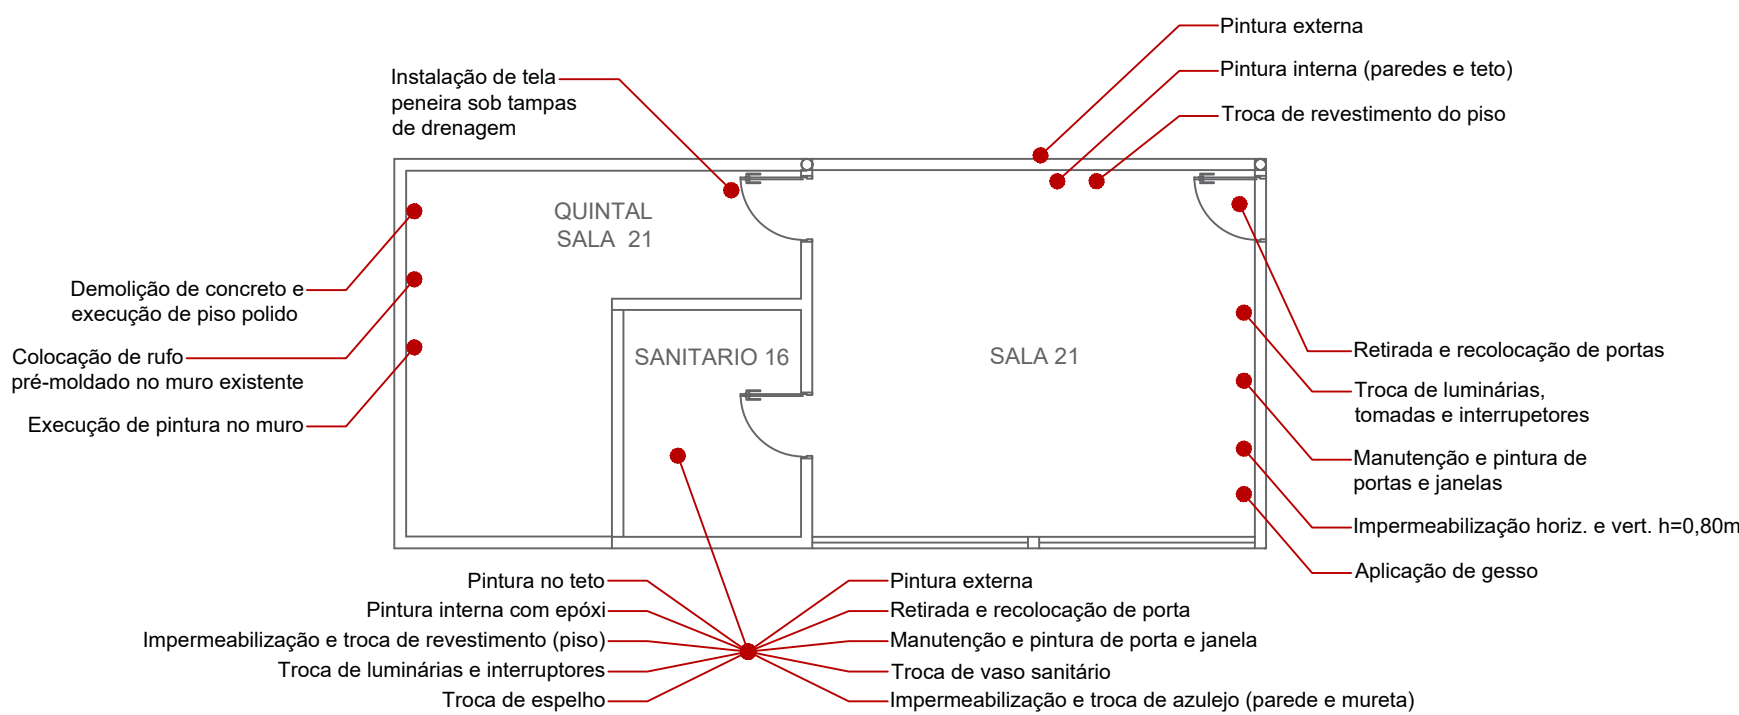 Pintura externa
Pintura interna (paredes e teto)
Troca de revestimento do piso
Instalação de tela
peneira sob tampas
de drenagem
QUINTAL
SALA 21
Demolição de concreto e
execução de piso polido
Colocação de rufo
pré-moldado no muro existente
Execução de pintura no muro
SANITARIO 16
SALA 21
Retirada e recolocação de portas
Troca de luminárias,
tomadas e interrupetores
Manutenção e pintura de
portas e janelas
Impermeabilização horiz. e vert. h=0,80m
Aplicação de gesso
Pintura no teto
Pintura interna com epóxi
Impermeabilização e troca de revestimento (piso)
Troca de luminárias e interruptores
Troca de espelho
Pintura externa
Retirada e recolocação de porta
Manutenção e pintura de porta e janela
Troca de vaso sanitário
Impermeabilização e troca de azulejo (parede e mureta)